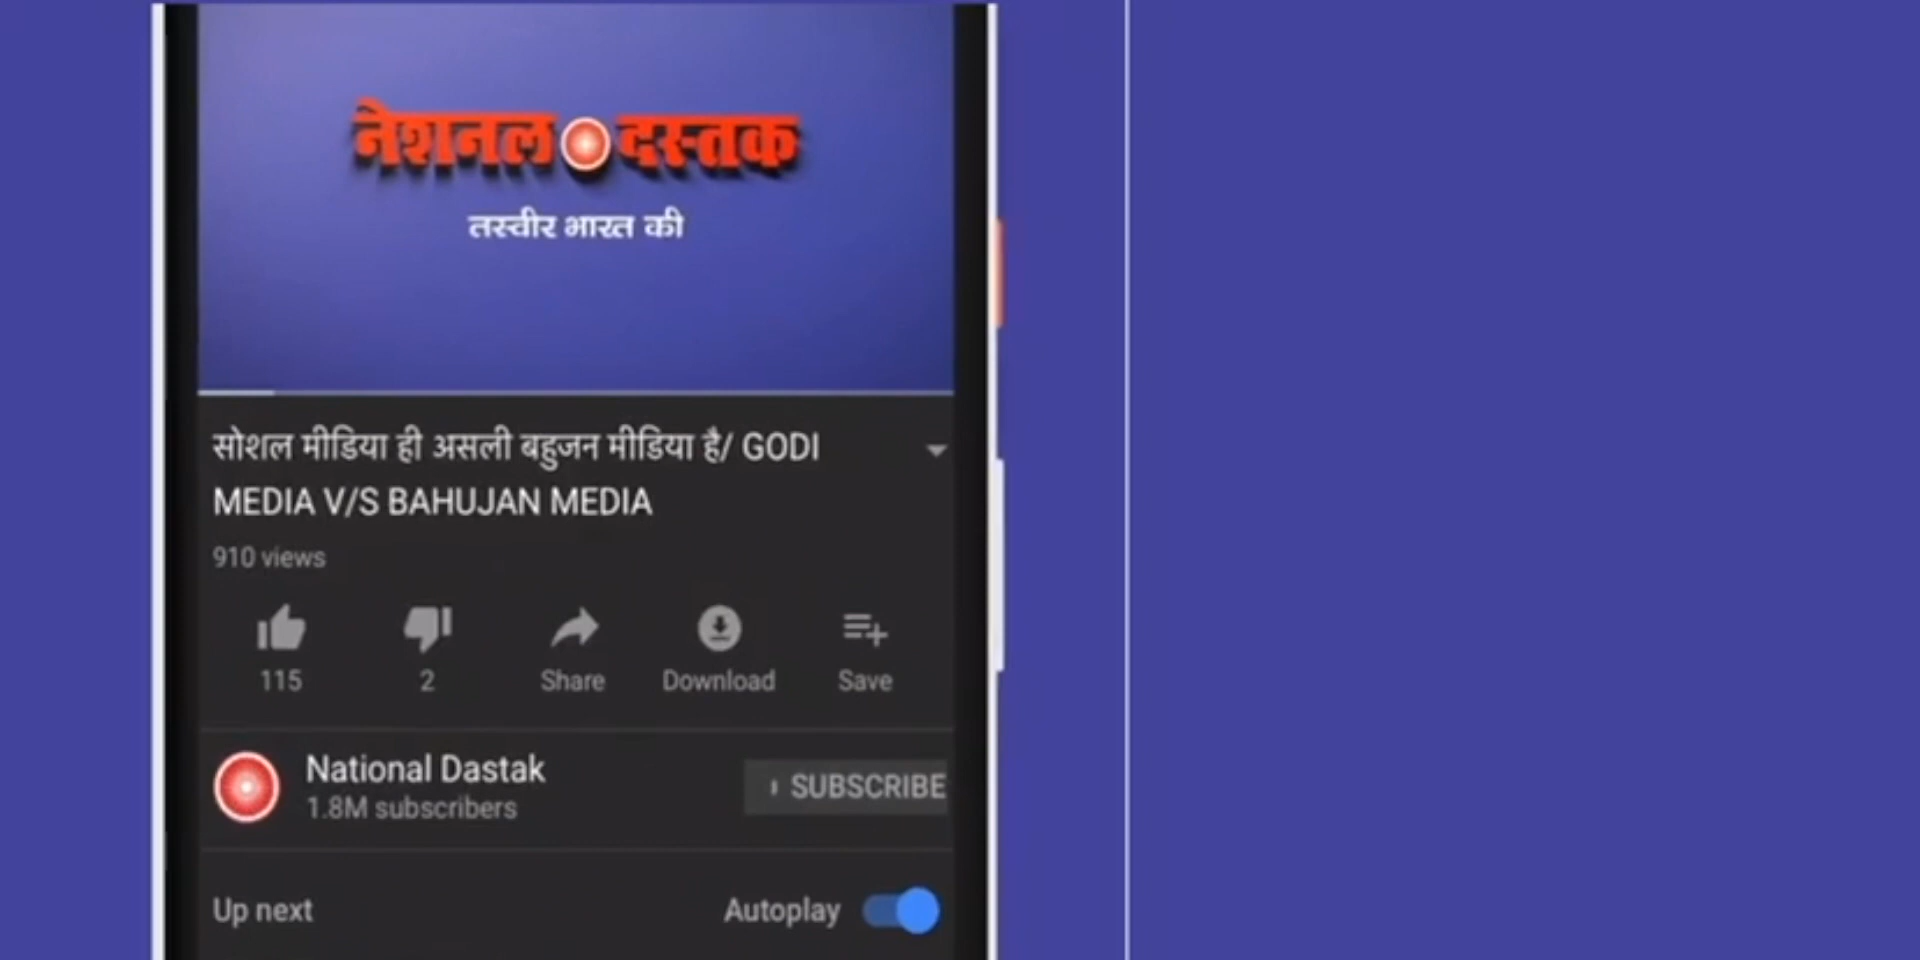 नेशनल दस्तक
तस्वीर भारत की
सोशल मीडिया ही असली बहुजन मीडिया है/ GODI
MEDIA V/S BAHUJAN MEDIA
910 views
115 2 Share Download Save
National Dastak
1.8M subscribers
SUBSCRIBE
Up next Autoplay